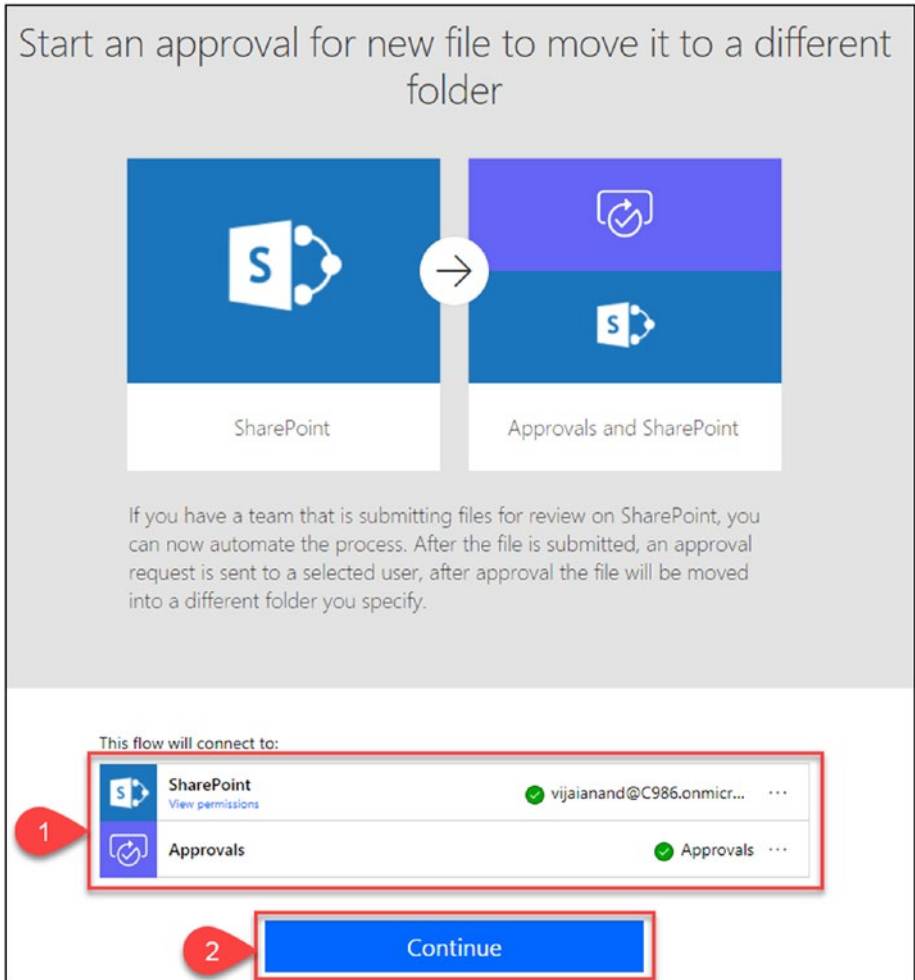 Start an approval for new file to move it to a different
folder
S
S
SharePoint
Approvals and SharePoint
If you have a team that is submitting files for review on SharePoint, you
can now automate the process. After the file is submitted, an approval
request is sent to a selected user, after approval the file will be moved
into a different folder you specify.
This flow will connect to:
S
SharePoint
View permissions
vijaianand@C986.onmicr... ...
1
Approvals
Approvals ...
2
Continue